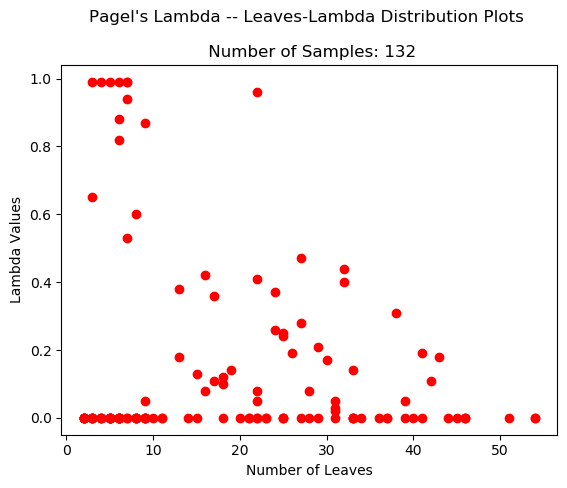 Pagel's Lambda -- Leaves-Lambda Distribution Plots
Number of Samples: 132
1.0
0.8
0.6
0.4
0.2
0.0
Lambda Values
0 10 20 30 40 50
Number of Leaves